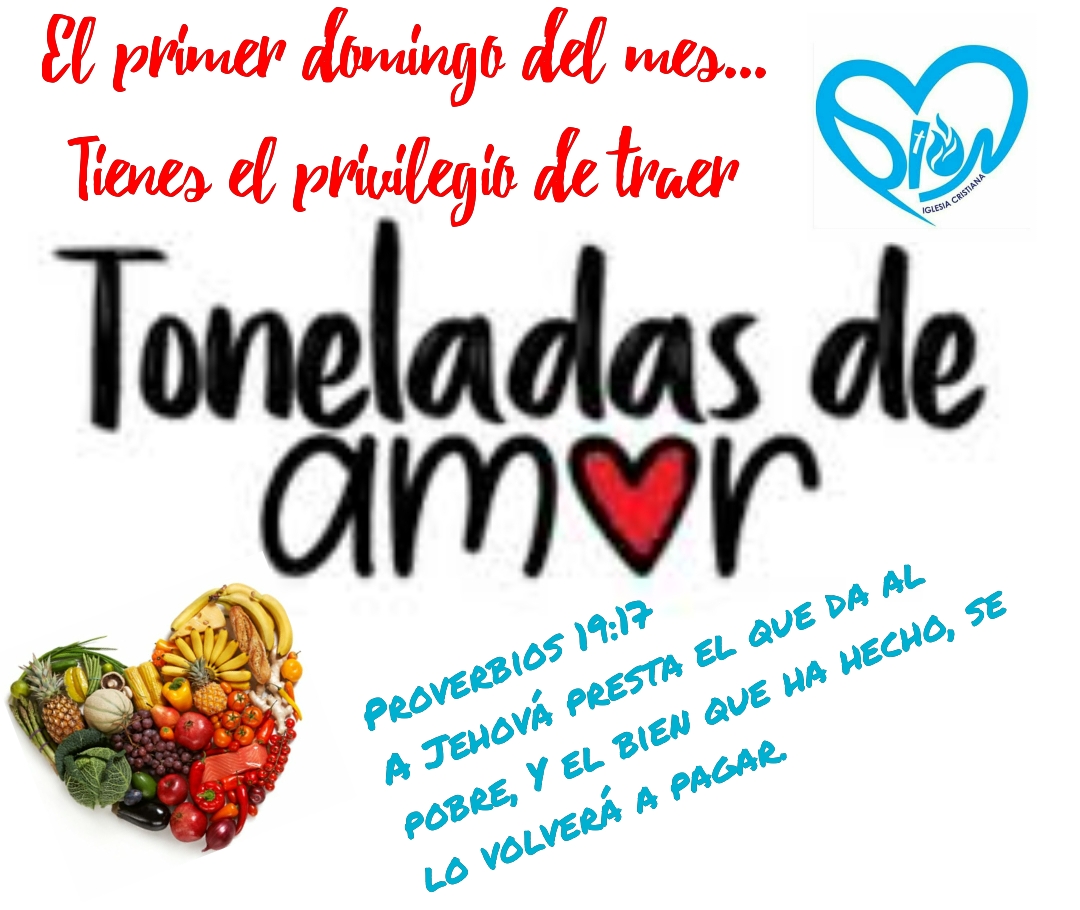 El primer domingo del mes...
Tienes el privilegio de traer
Sion
IGLESIA CRISTIANA
Toneladas de
amor
Proverbios 19:17
a Jehová presta el que da al
pobre, y el bien que ha hecho, se
lo volverá a pagar.